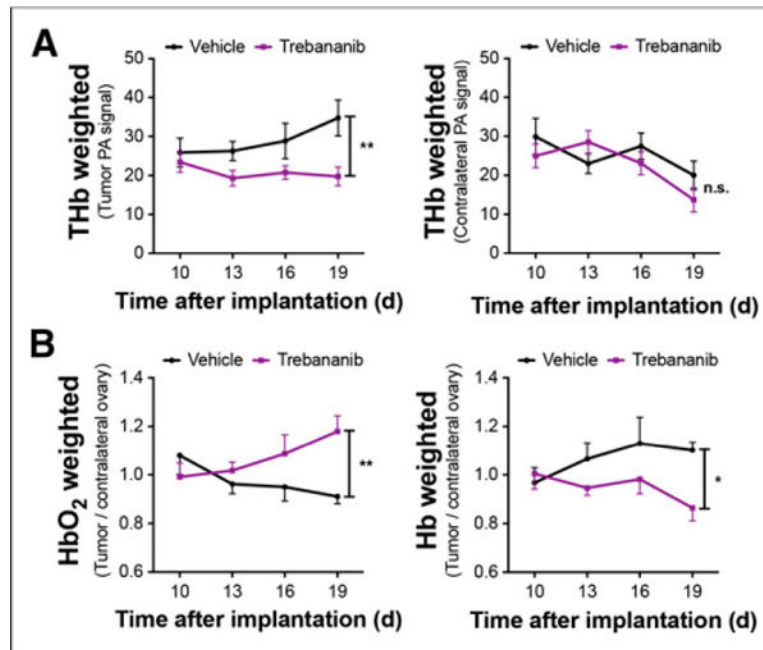 A
Vehicle Trebananib
50
40
30
20
10
0
THb weighted
(Tumor PA signal)
**
10 13 16 19
Time after implantation (d)
Vehicle Trebananib
50
40
30
20
10
0
THb weighted
(Contralateral PA signal)
n.s.
10 13 16 19
Time after implantation (d)
B
Vehicle Trebananib
1.4
1.2
1.0
0.8
0.6
HbO2 weighted
(Tumor / contralateral ovary)
**
10 13 16 19
Time after implantation (d)
Vehicle Trebananib
1.4
1.2
1.0
0.8
0.6
Hb weighted
(Tumor / contralateral ovary)
*
10 13 16 19
Time after implantation (d)